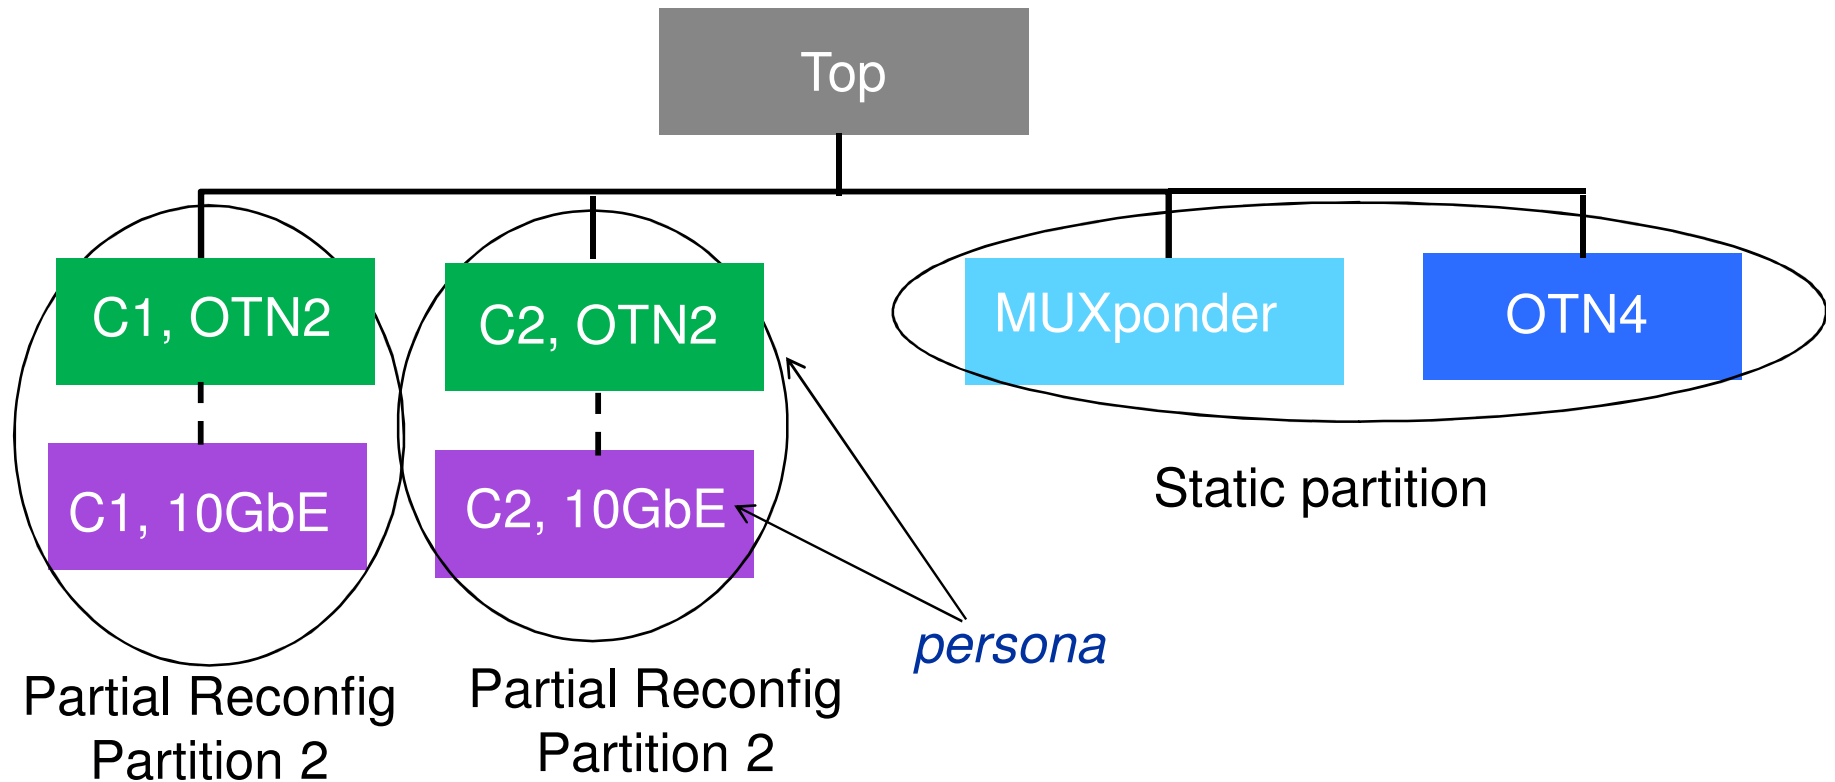 Top
C1, OTN2
C2, OTN2
MUXponder
OTN4
C1, 10GbE
C2, 10GbE
Static partition
persona
Partial Reconfig
Partition 2
Partial Reconfig
Partition 2